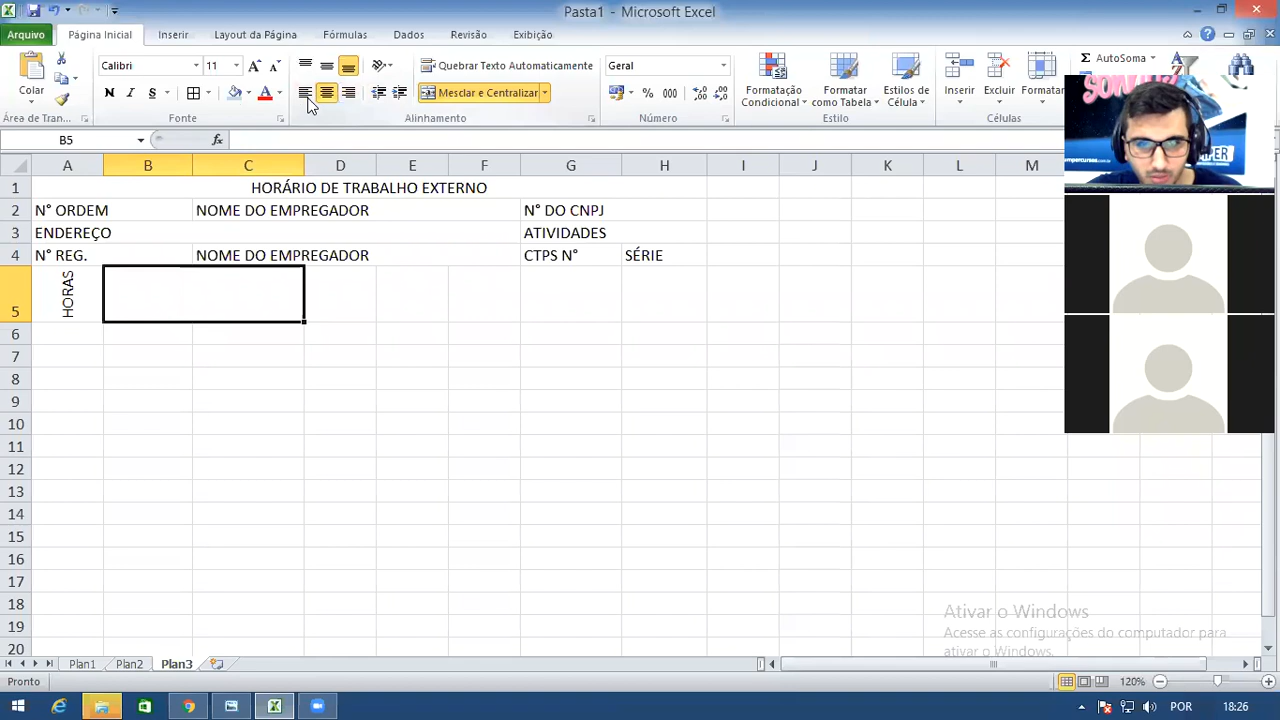 Pasta1 - Microsoft Excel
Arquivo Página Inicial Inserir Layout da Página Fórmulas Dados Revisão Exibição
Colar
Calibri 11
N I S
A A
A
Quebrar Texto Automaticamente
Mesclar e Centralizar
Geral
% 000
Formatação Condicional
Formatar como Tabela
Estilos de Célula
Inserir Excluir Formatar
Σ AutoSoma
Área de Tran... Fonte Alinhamento Número Estilo Células
B5 fx
A B C D E F G H I J K L M
1 HORÁRIO DE TRABALHO EXTERNO
2 N° ORDEM NOME DO EMPREGADOR N° DO CNPJ
3 ENDEREÇO ATIVIDADES
4 N° REG. NOME DO EMPREGADOR CTPS N° SÉRIE
5 HORAS
6
7
8
9
10
11
12
13
14
15
16
17
18
19
20
Ativar o Windows
Acesse as configurações do computador para
ativar o Windows.
Plan1 Plan2 Plan3
Pronto 120%
POR 18:26